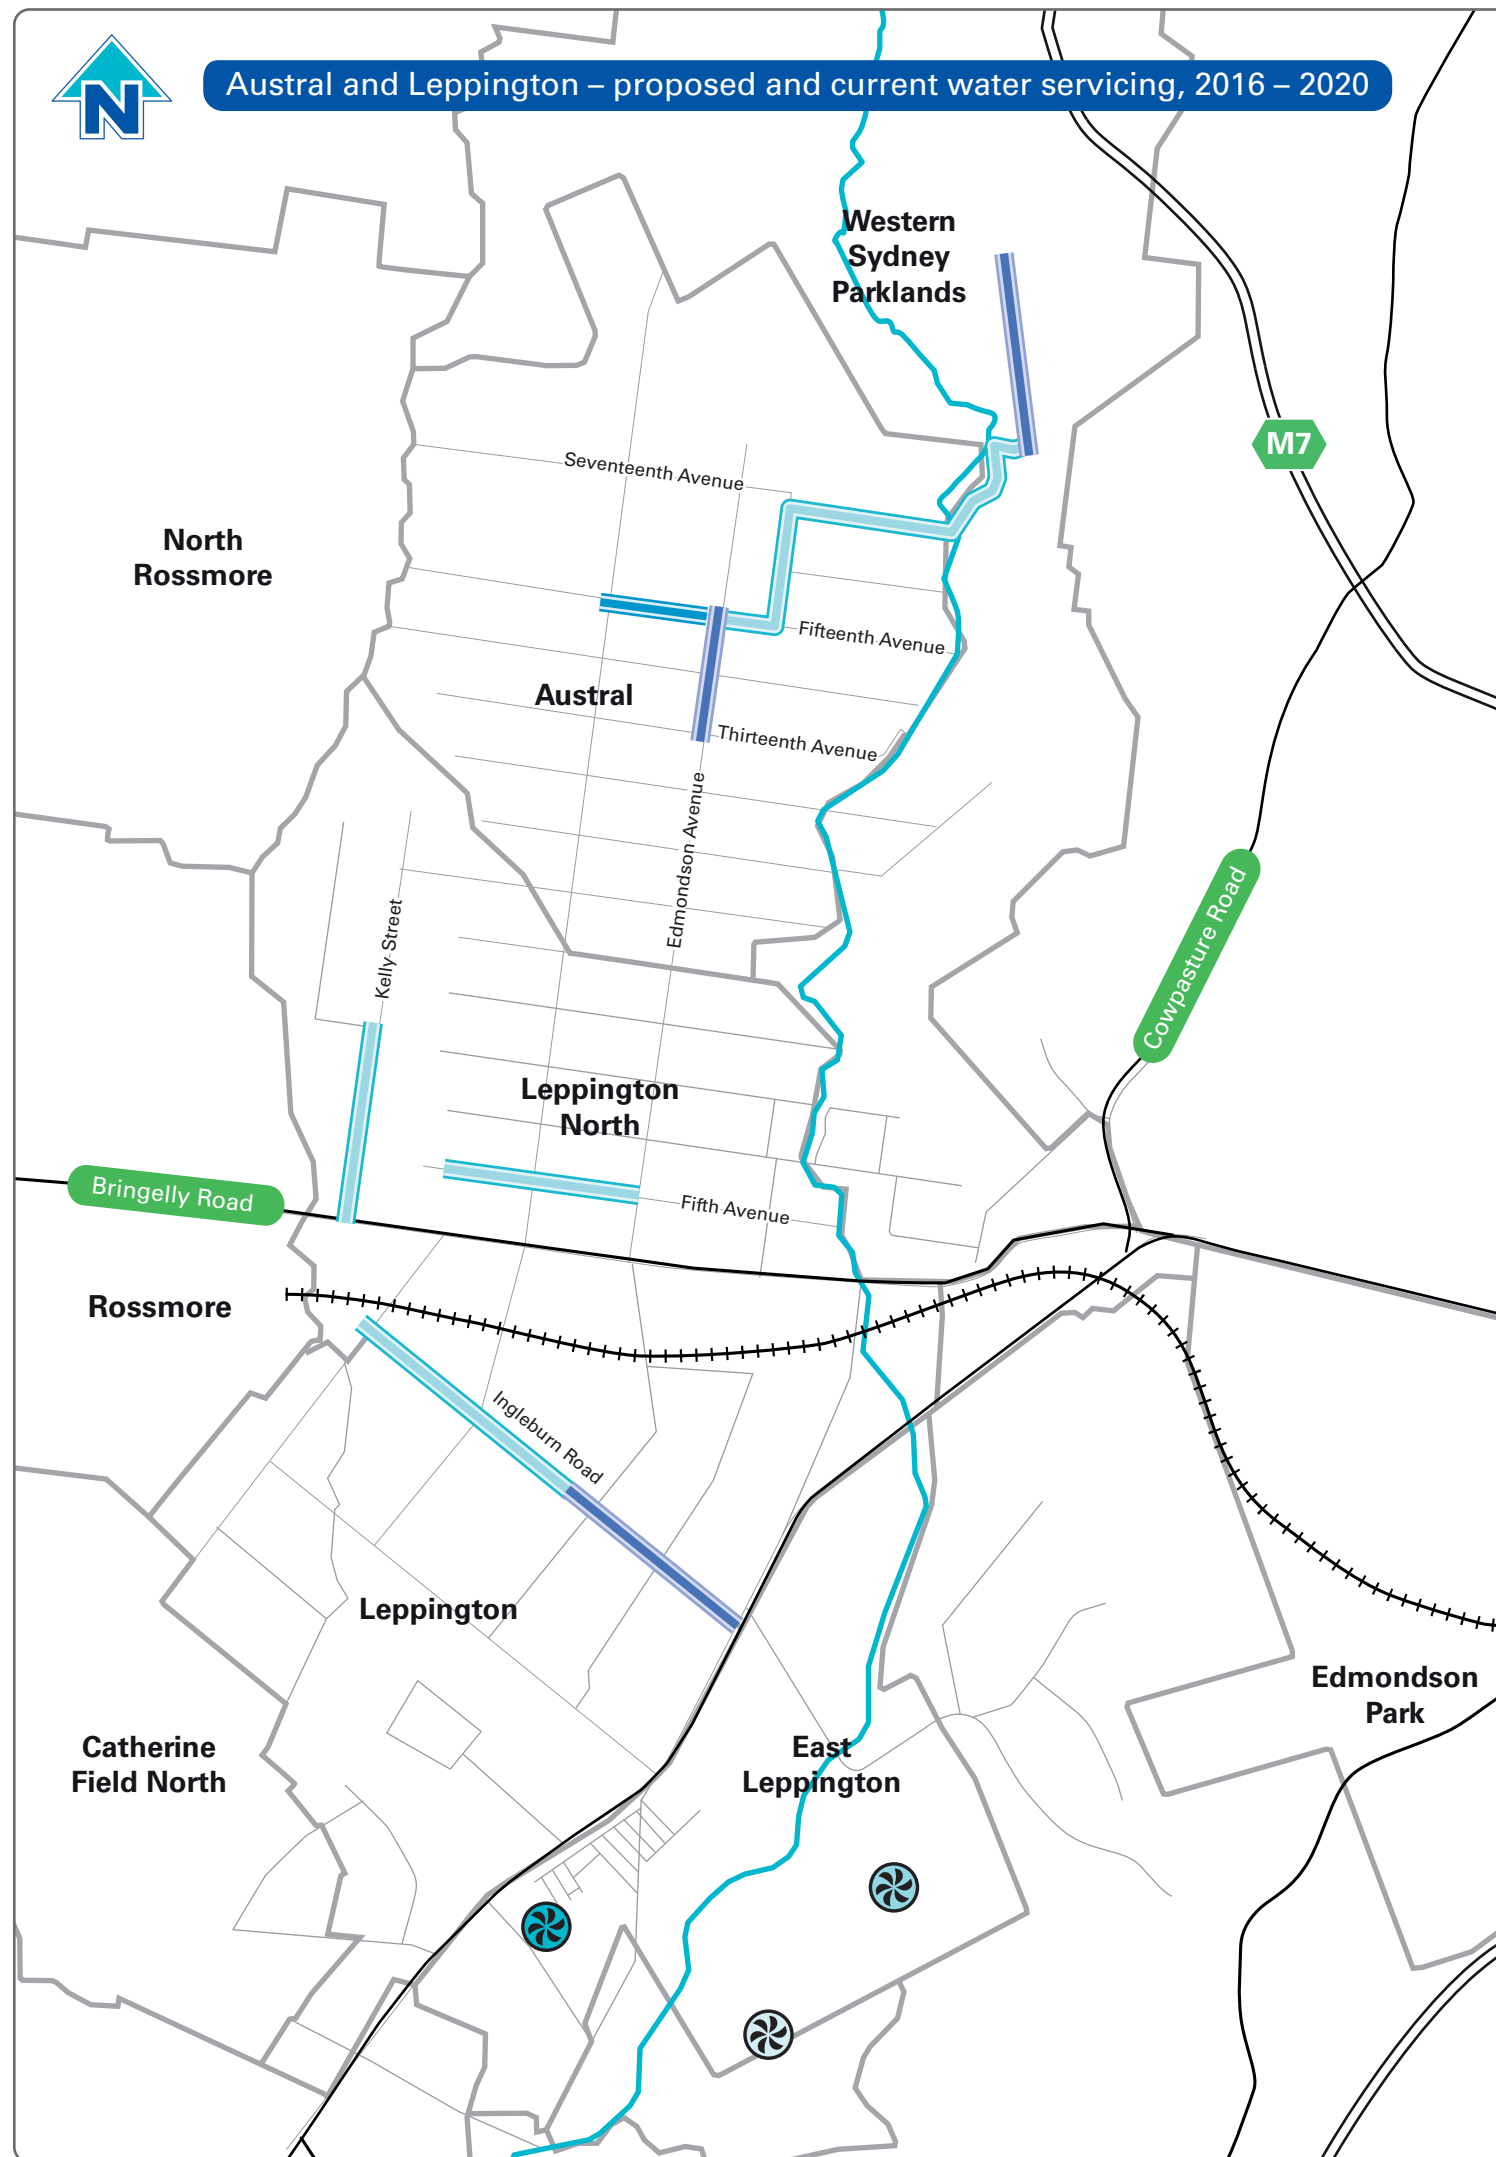 N
Austral and Leppington – proposed and current water servicing, 2016 – 2020
Western
Sydney
Parklands
M7
Seventeenth Avenue
North
Rossmore
Fifteenth Avenue
Austral
Thirteenth Avenue
Edmondson Avenue
Kelly Street
Cowpasture Road
Leppington
North
Bringelly Road
Fifth Avenue
Rossmore
Ingleburn Road
Leppington
Edmondson
Park
Catherine
Field North
East
Leppington